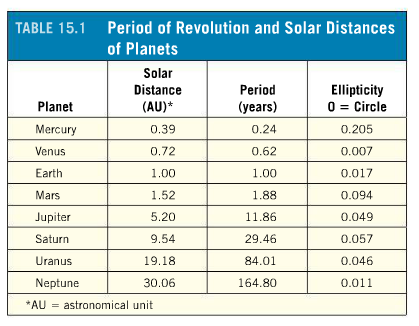 TABLE 15.1 Period of Revolution and Solar Distances
of Planets
Planet Solar Distance (AU)* Period (years) Ellipticity 0 = Circle
Mercury 0.39 0.24 0.205
Venus 0.72 0.62 0.007
Earth 1.00 1.00 0.017
Mars 1.52 1.88 0.094
Jupiter 5.20 11.86 0.049
Saturn 9.54 29.46 0.057
Uranus 19.18 84.01 0.046
Neptune 30.06 164.80 0.011
*AU = astronomical unit